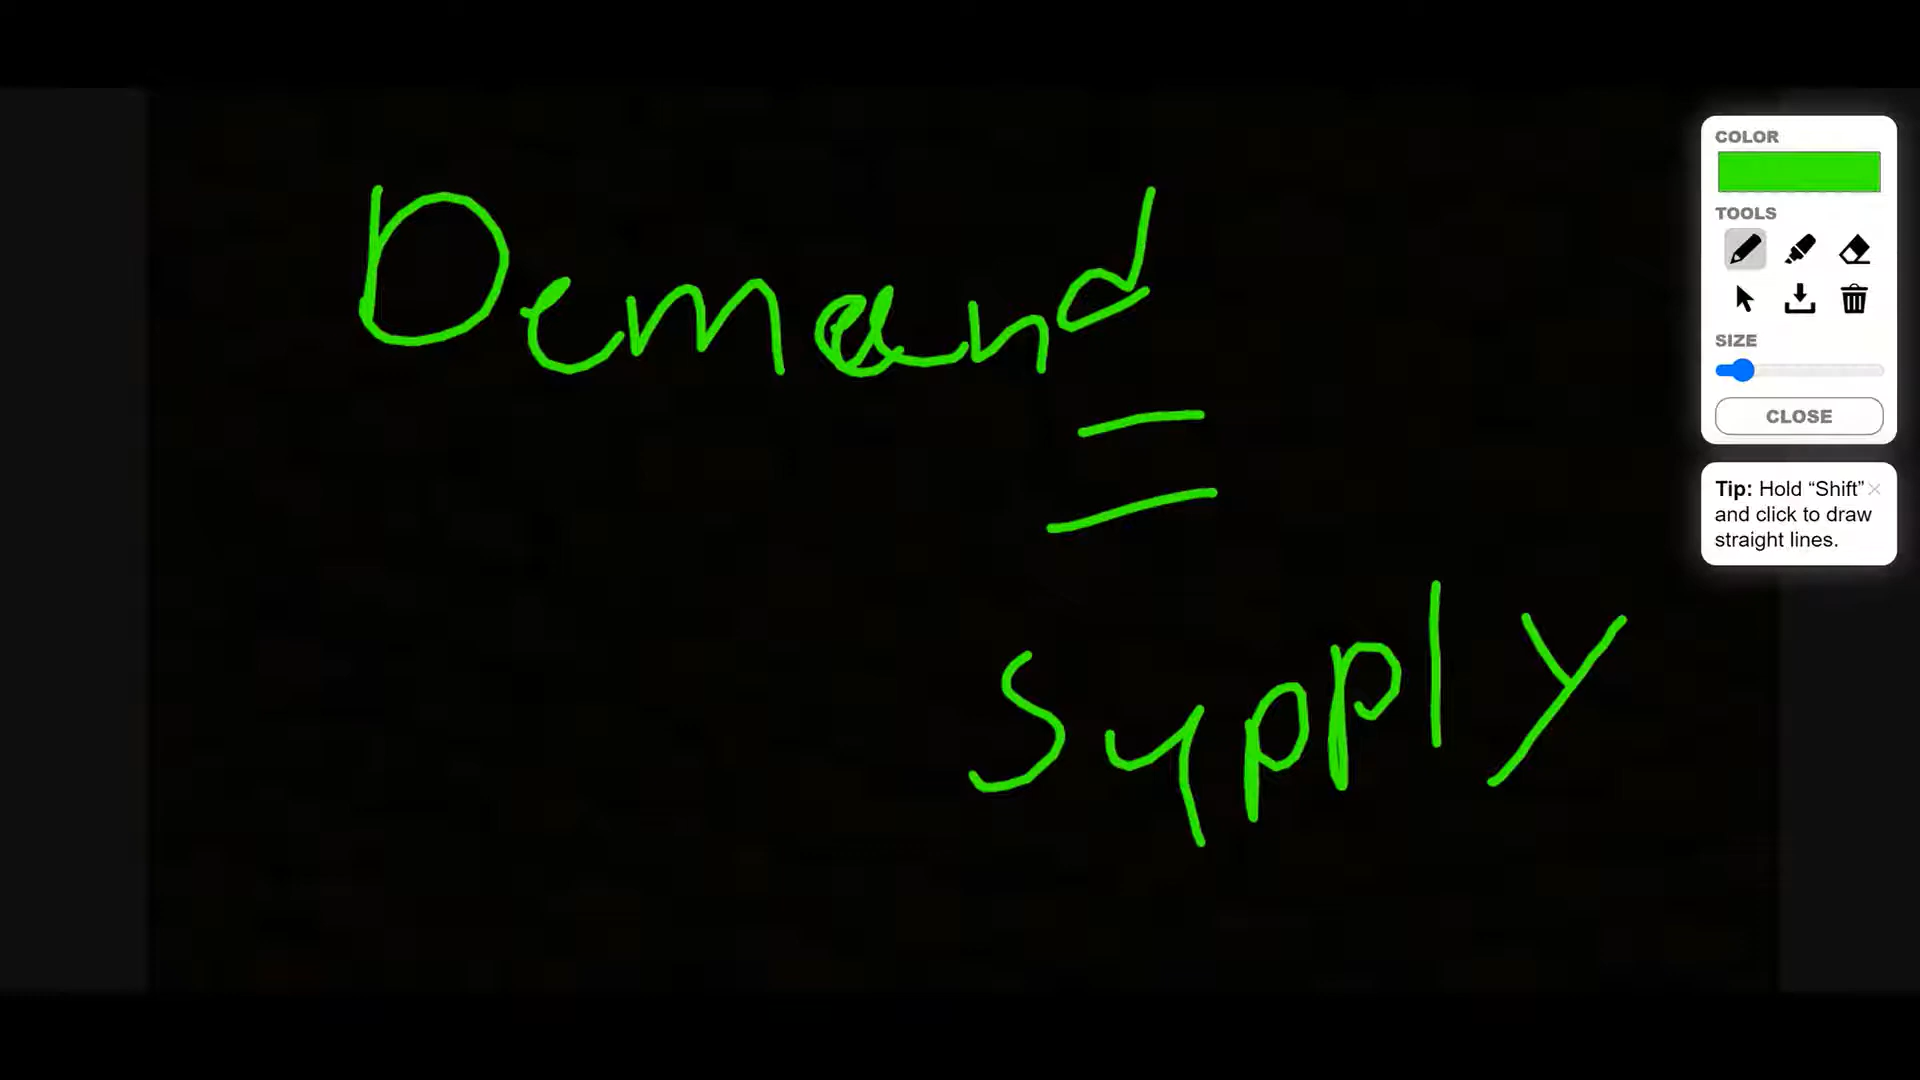 Demand
=
Supply
COLOR
TOOLS
SIZE
CLOSE
Tip: Hold “Shift”
and click to draw
straight lines.